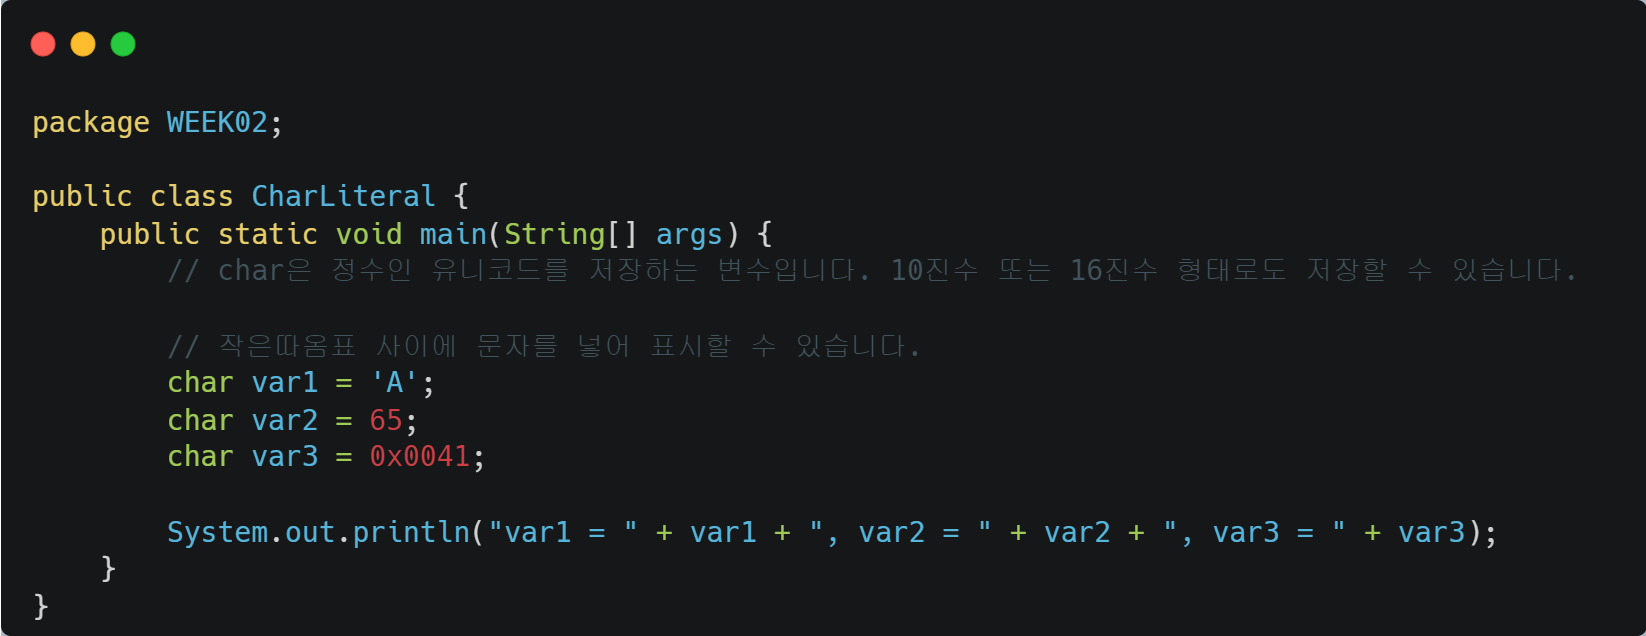 package WEEK02;
public class CharLiteral {
public static void main(String[] args) {
// char은 정수인 유니코드를 저장하는 변수입니다. 10진수 또는 16진수 형태로도 저장할 수 있습니다.
// 작은따옴표 사이에 문자를 넣어 표시할 수 있습니다.
char var1 = 'A';
char var2 = 65;
char var3 = 0x0041;
System.out.println("var1 = " + var1 + ", var2 = " + var2 + ", var3 = " + var3);
}
}